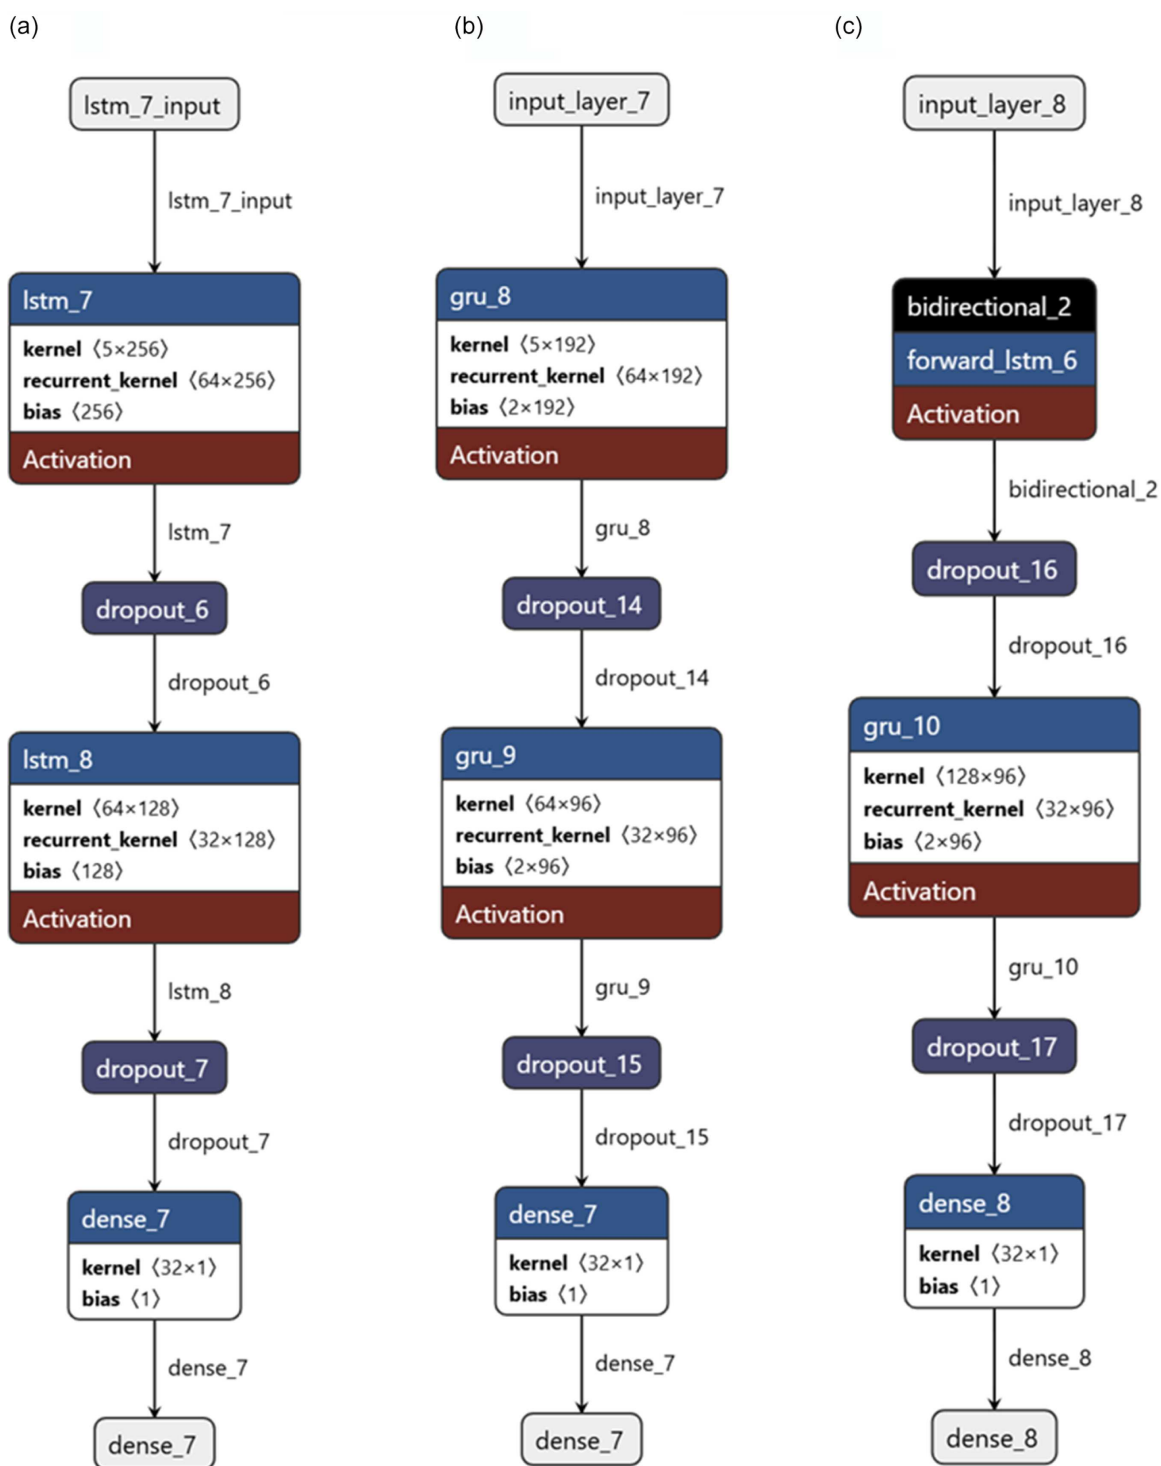 (a)
lstm_7_input
lstm_7_input
lstm_7
kernel ⟨5×256⟩
recurrent_kernel ⟨64×256⟩
bias ⟨256⟩
Activation
lstm_7
dropout_6
dropout_6
lstm_8
kernel ⟨64×128⟩
recurrent_kernel ⟨32×128⟩
bias ⟨128⟩
Activation
lstm_8
dropout_7
dropout_7
dense_7
kernel ⟨32×1⟩
bias ⟨1⟩
dense_7
dense_7
(b)
input_layer_7
input_layer_7
gru_8
kernel ⟨5×192⟩
recurrent_kernel ⟨64×192⟩
bias ⟨2×192⟩
Activation
gru_8
dropout_14
dropout_14
gru_9
kernel ⟨64×96⟩
recurrent_kernel ⟨32×96⟩
bias ⟨2×96⟩
Activation
gru_9
dropout_15
dropout_15
dense_7
kernel ⟨32×1⟩
bias ⟨1⟩
dense_7
dense_7
(c)
input_layer_8
input_layer_8
bidirectional_2
forward_lstm_6
Activation
bidirectional_2
dropout_16
dropout_16
gru_10
kernel ⟨128×96⟩
recurrent_kernel ⟨32×96⟩
bias ⟨2×96⟩
Activation
gru_10
dropout_17
dropout_17
dense_8
kernel ⟨32×1⟩
bias ⟨1⟩
dense_8
dense_8